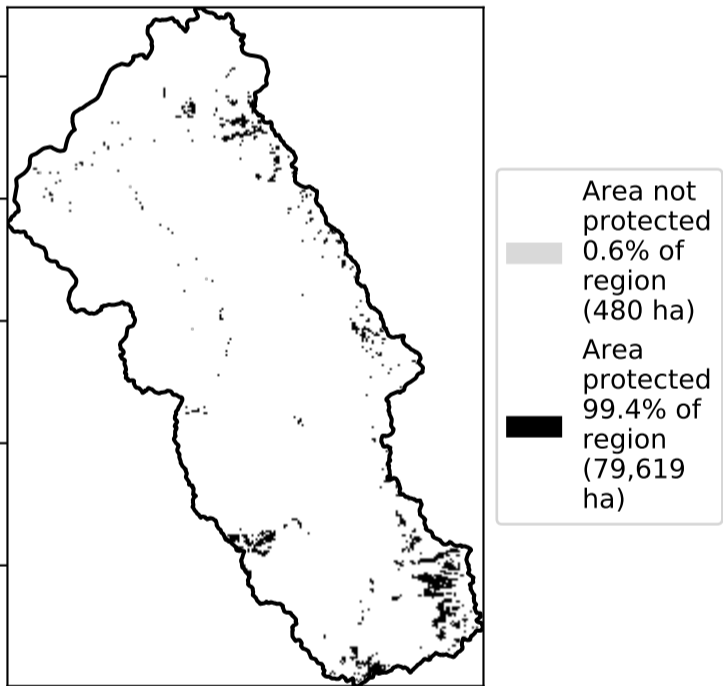 Area not
protected
0.6% of
region
(480 ha)
Area
protected
99.4% of
region
(79,619
ha)